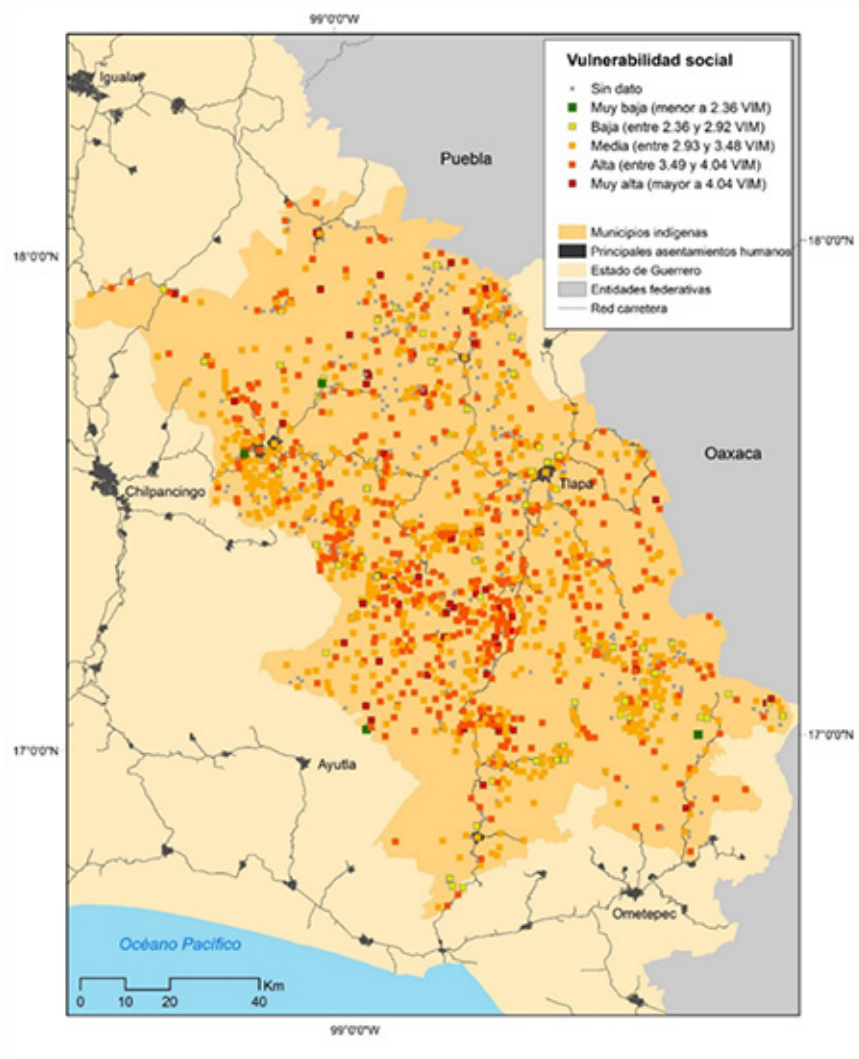 99°0'0"W
Iguala
Puebla
Vulnerabilidad social
Sin dato
Muy baja (menor a 2.36 VIM)
Baja (entre 2.36 y 2.92 VIM)
Media (entre 2.93 y 3.48 VIM)
Alta (entre 3.49 y 4.04 VIM)
Muy alta (mayor a 4.04 VIM)
Municipios indígenas
Principales asentamientos humanos
Estado de Guerrero
Entidades federativas
Red carretera
18°0'0"N
18°0'0"N
Oaxaca
Tlapa
Chilpancingo
17°0'0"N
17°0'0"N
Ayutla
Ometepec
Océano Pacífico
Km
0 10 20 40
99°0'0"W